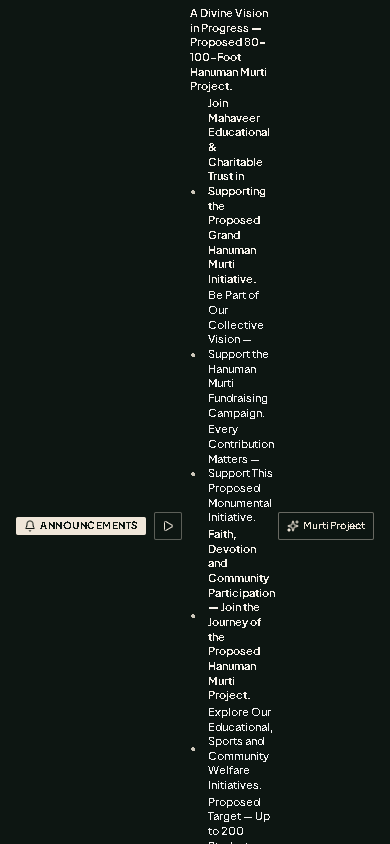 A Divine Vision
in Progress —
Proposed 80–
100-Foot
Hanuman Murti
Project.
Join
Mahaveer
Educational
&
Charitable
Trust in
Supporting
the
Proposed
Grand
Hanuman
Murti
Initiative.
Be Part of
Our
Collective
Vision —
Support the
Hanuman
Murti
Fundraising
Campaign.
Every
Contribution
Matters —
Support This
Proposed
Monumental
Initiative.
ANNOUNCEMENTS
Murti Project
Faith,
Devotion
and
Community
Participation
— Join the
Journey of
the
Proposed
Hanuman
Murti
Project.
Explore Our
Educational,
Sports and
Community
Welfare
Initiatives.
Proposed
Target — Up
to 200